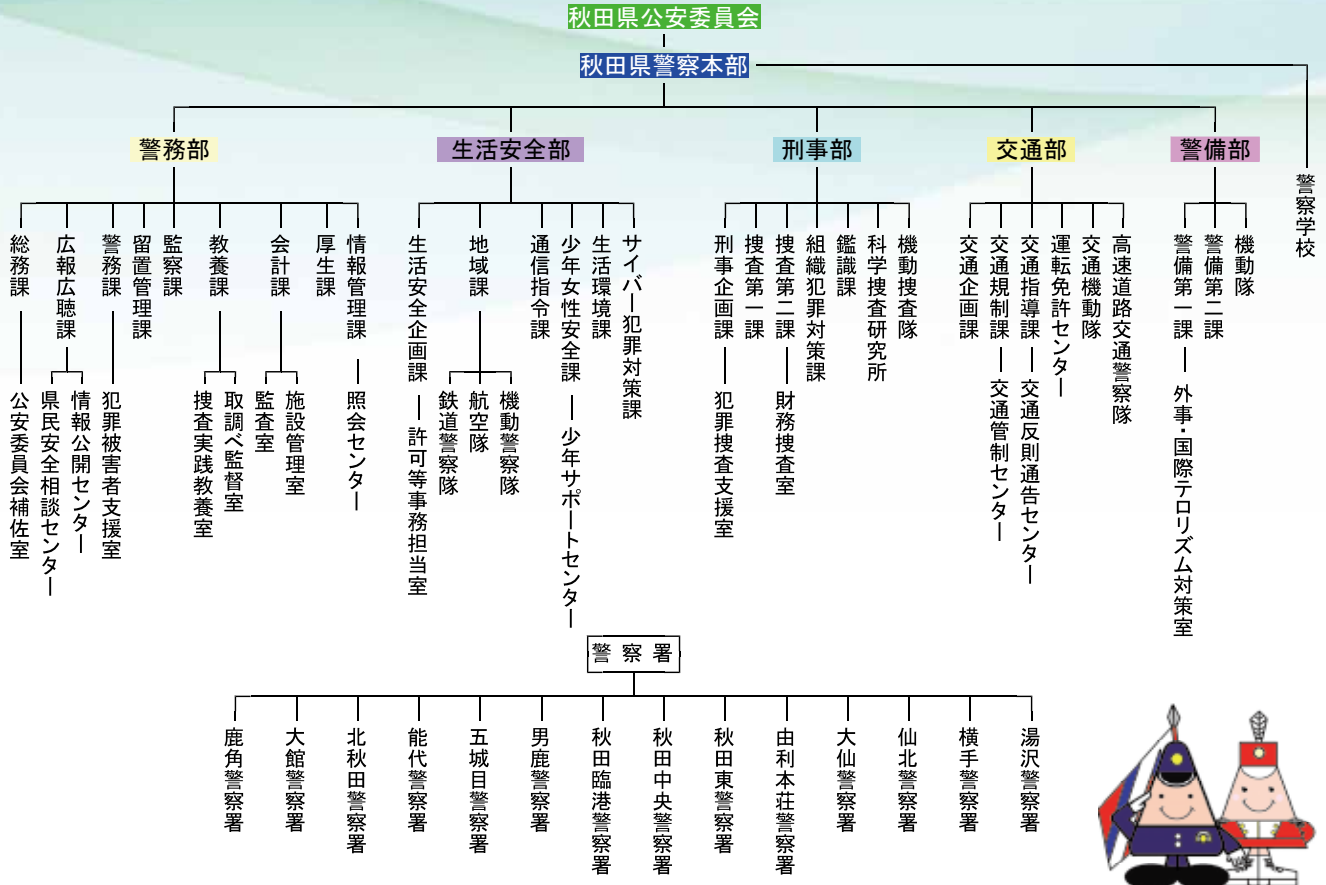 秋田県公安委員会
秋田県警察本部
警務部
生活安全部
刑事部
交通部
警備部
警察学校
総務課
広報広聴課
警務課
留置管理課
監察課
教養課
会計課
厚生課
情報管理課
生活安全企画課
地域課
通信指令課
少年女性安全課
生活環境課
サイバー犯罪対策課
刑事企画課
捜査第一課
捜査第二課
組織犯罪対策課
鑑識課
科学捜査研究所
機動捜査隊
交通企画課
交通規制課
交通指導課
運転免許センター
交通機動隊
高速道路交通警察隊
警備第一課
警備第二課
機動隊
公安委員会補佐室
県民安全相談センター
情報公開センター
犯罪被害者支援室
捜査実践教養室
取調べ監督室
監査室
施設管理室
照会センター
許可等事務担当室
鉄道警察隊
航空隊
機動警察隊
少年サポートセンター
犯罪捜査支援室
財務捜査室
交通管制センター
交通反則通告センター
外事・国際テロリズム対策室
警察署
鹿角警察署
大館警察署
北秋田警察署
能代警察署
五城目警察署
男鹿警察署
秋田臨港警察署
秋田中央警察署
秋田東警察署
由利本荘警察署
大仙警察署
仙北警察署
横手警察署
湯沢警察署